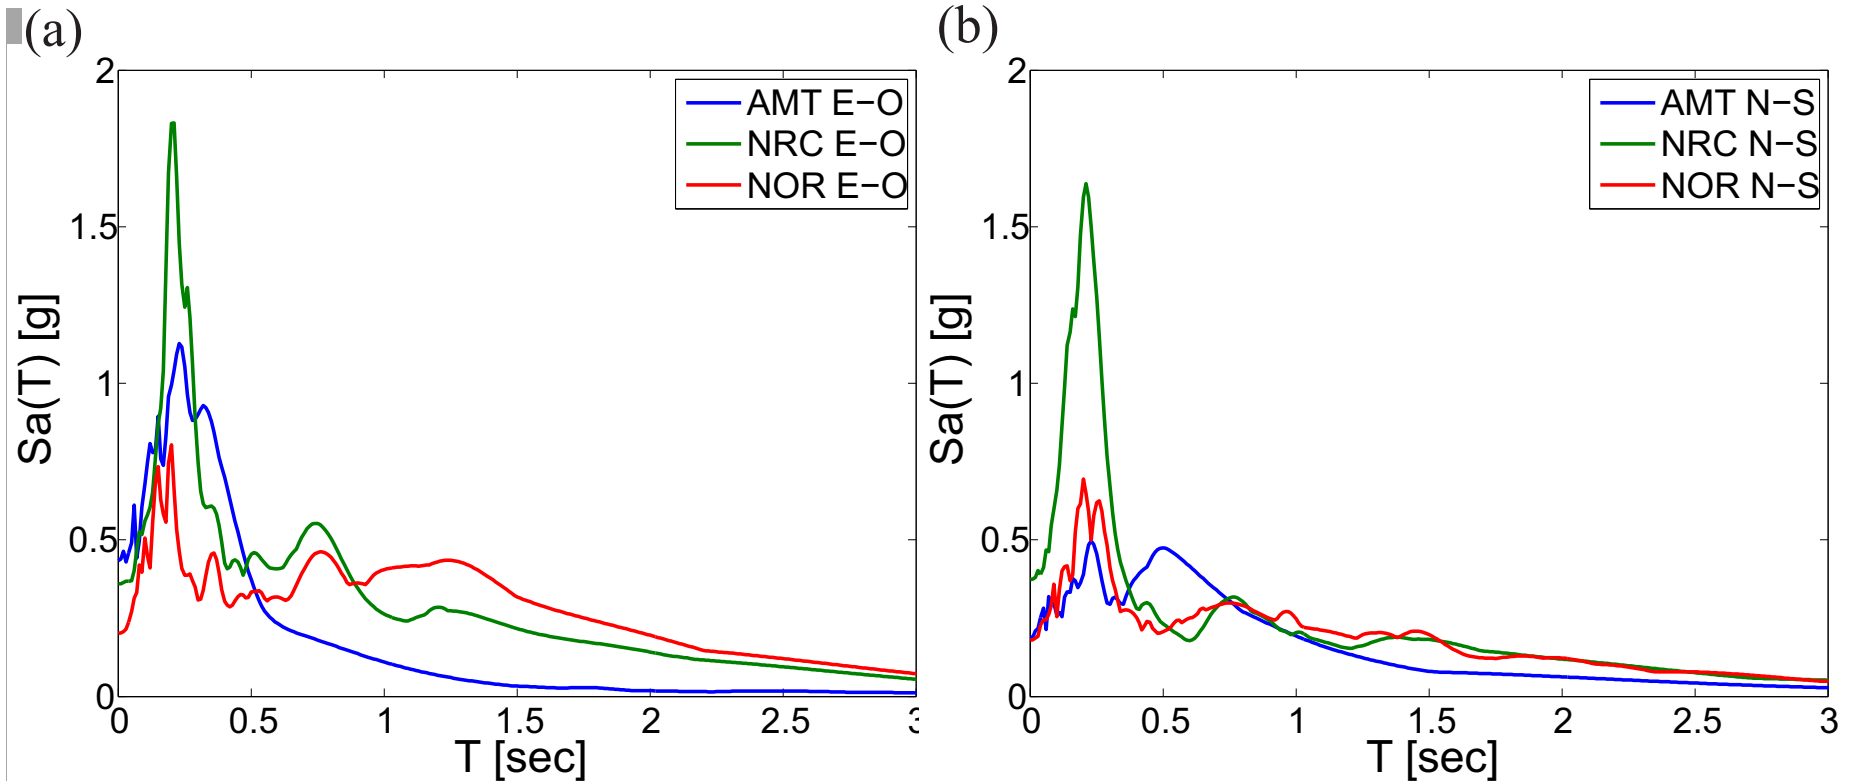 (a)
Sa(T) [g]
2
1.5
1
0.5
0
AMT E−O
NRC E−O
NOR E−O
0 0.5 1 1.5 2 2.5 3
T [sec]
(b)
Sa(T) [g]
2
1.5
1
0.5
0
AMT N−S
NRC N−S
NOR N−S
0 0.5 1 1.5 2 2.5 3
T [sec]